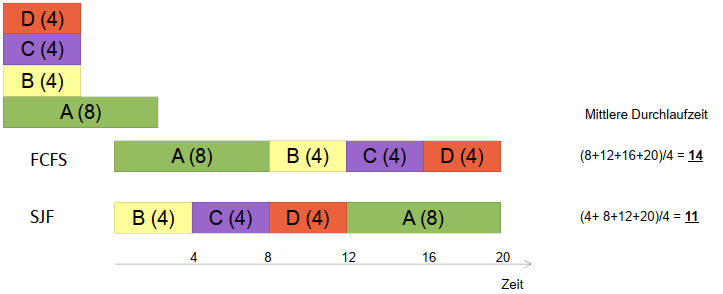 D (4)
C (4)
B (4)
A (8)
Mittlere Durchlaufzeit
FCFS A (8) B (4) C (4) D (4) (8+12+16+20)/4 = 14
SJF B (4) C (4) D (4) A (8) (4+ 8+12+20)/4 = 11
4 8 12 16 20
Zeit